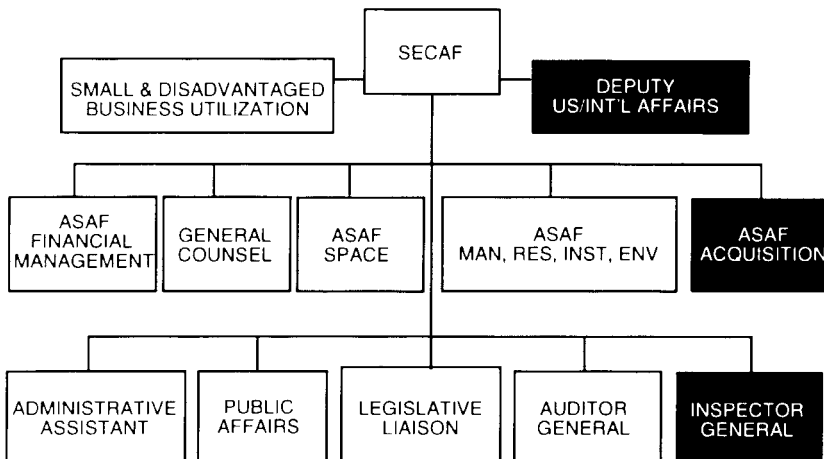 SECAF
SMALL & DISADVANTAGED
BUSINESS UTILIZATION
DEPUTY
US/INT'L AFFAIRS
ASAF
FINANCIAL
MANAGEMENT
GENERAL
COUNSEL
ASAF
SPACE
ASAF
MAN, RES, INST, ENV
ASAF
ACQUISITION
ADMINISTRATIVE
ASSISTANT
PUBLIC
AFFAIRS
LEGISLATIVE
LIAISON
AUDITOR
GENERAL
INSPECTOR
GENERAL